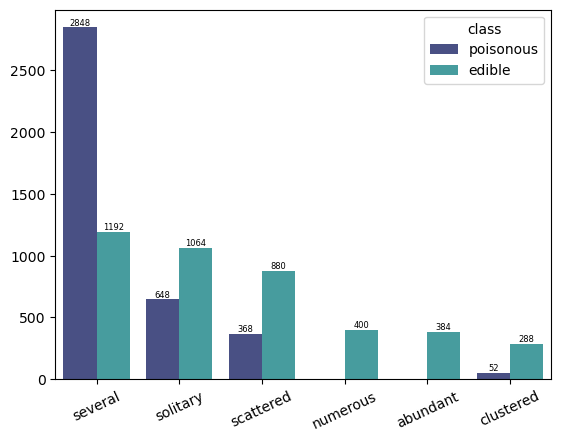 class
poisonous
edible
2500
2000
1500
1000
500
0
2848
1192
648
1064
368
880
400
384
52
288
several
solitary
scattered
numerous
abundant
clustered